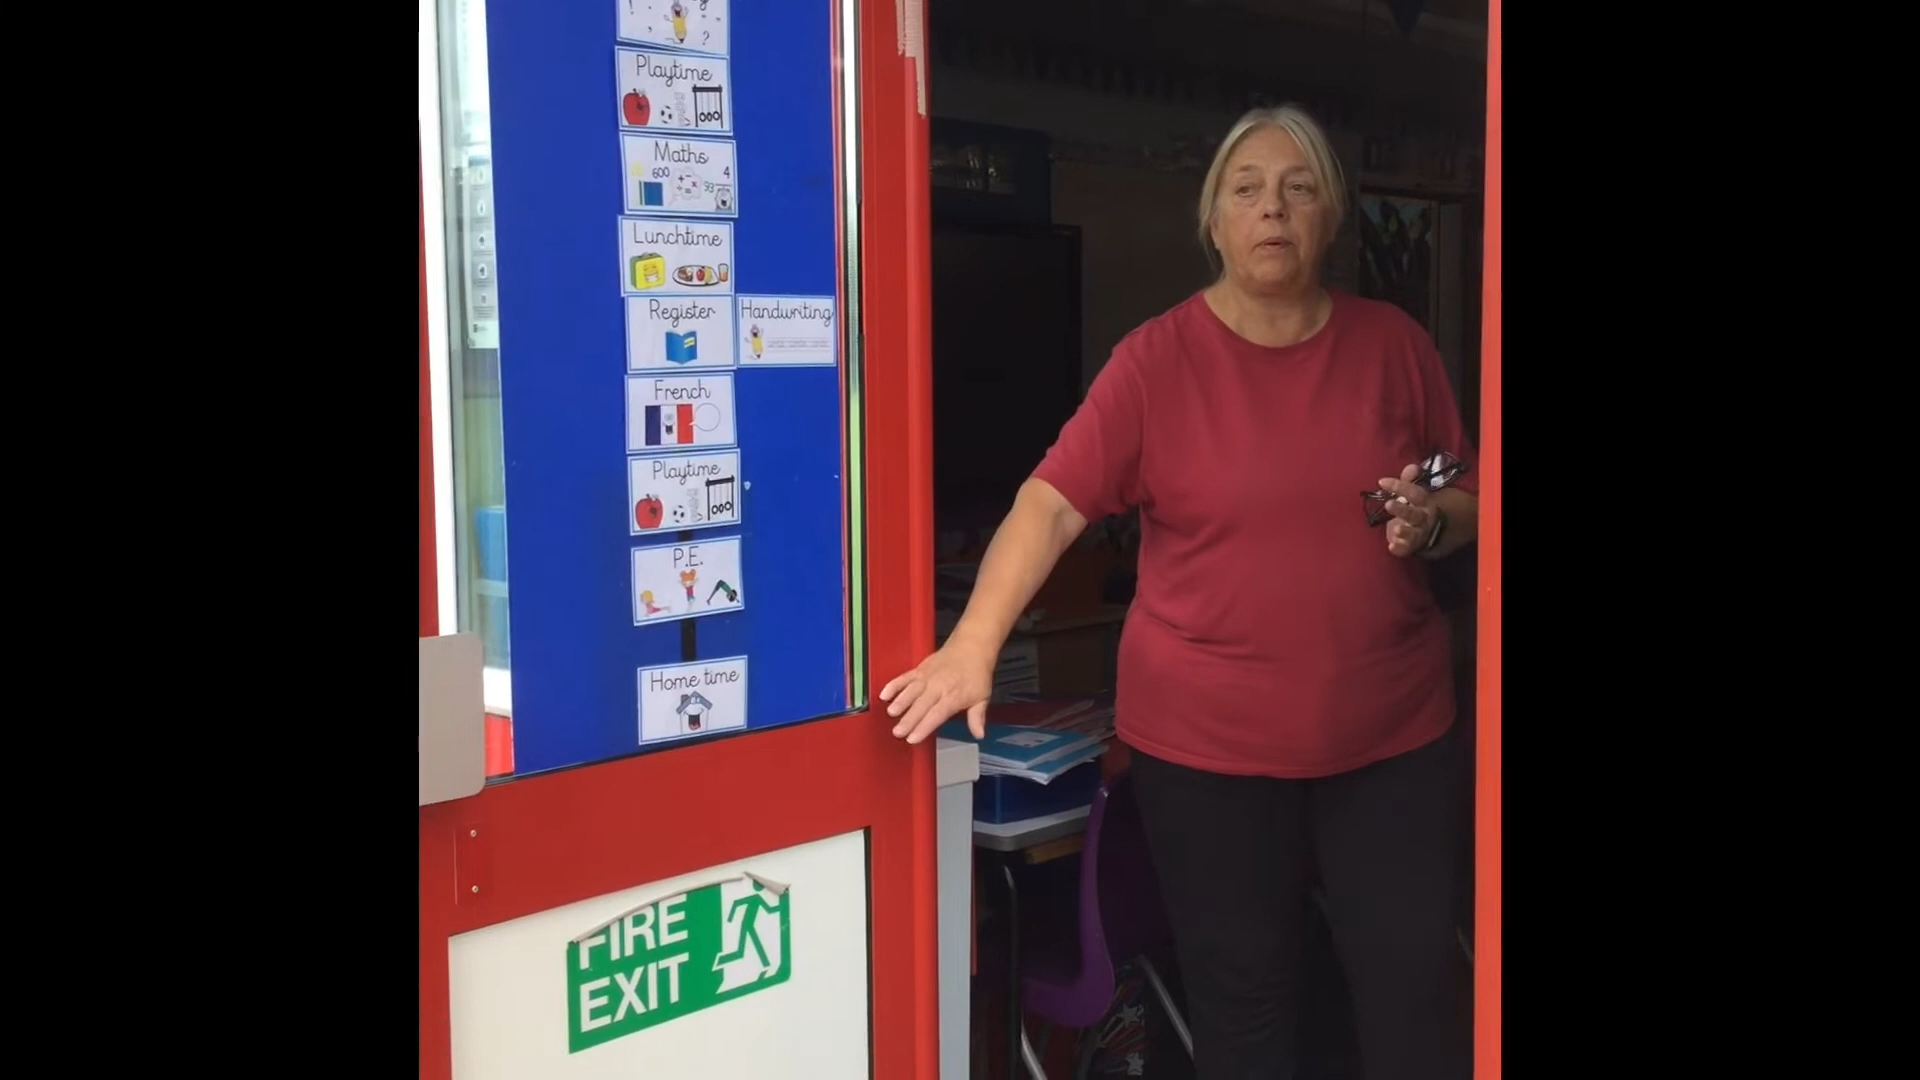 Playtime
Maths
600
4
93
Lunchtime
Register
Handwriting
French
Playtime
P.E.
Home time
FIRE
EXIT